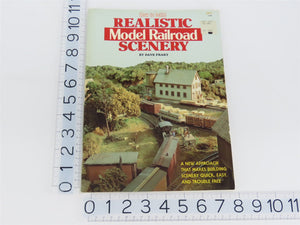 How to Build
REALISTIC
Model Railroad
SCENERY
BY DAVE FRARY
A NEW APPROACH
THAT MAKES BUILDING
SCENERY QUICK, EASY,
AND TROUBLE FREE
11
10
9
8
7
6
5
4
3
2
1
0
0 1 2 3 4 5 6 7 8 9 10 11